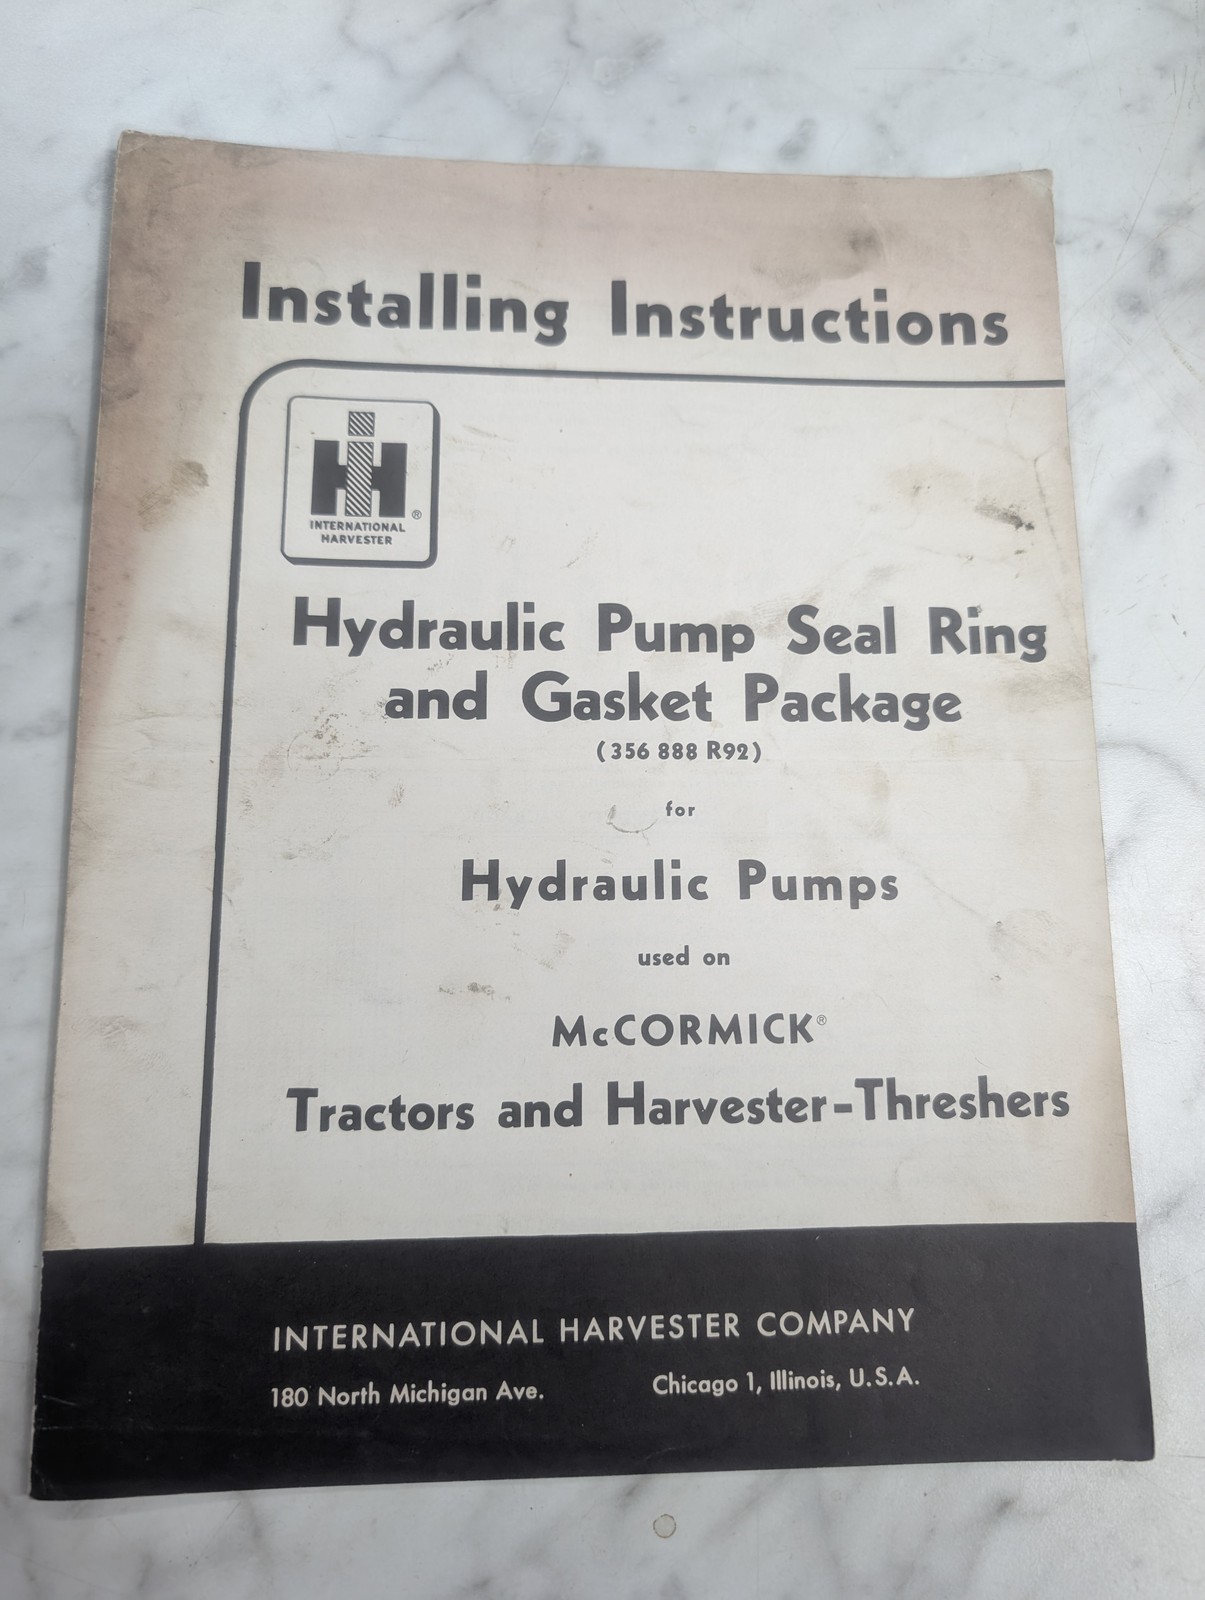 Installing Instructions
IH
®
INTERNATIONAL
HARVESTER
Hydraulic Pump Seal Ring
and Gasket Package
(356 888 R92)
for
Hydraulic Pumps
used on
McCORMICK®
Tractors and Harvester-Threshers
INTERNATIONAL HARVESTER COMPANY
180 North Michigan Ave. Chicago 1, Illinois, U.S.A.